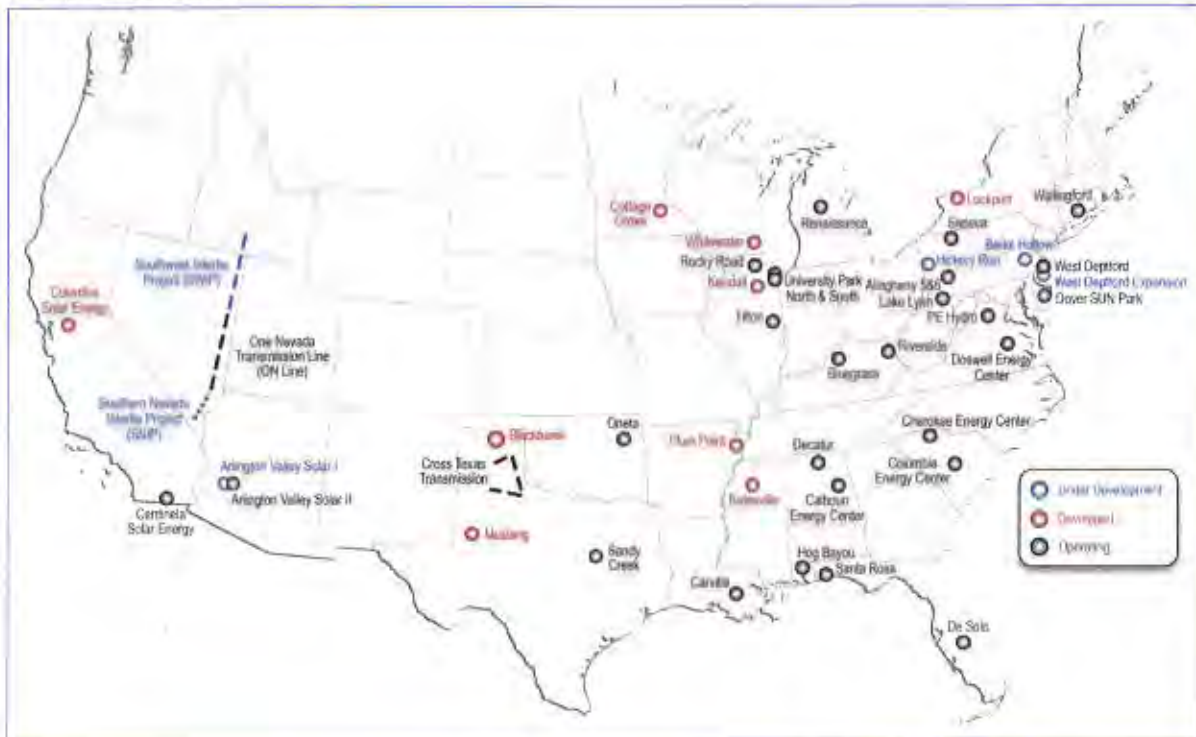 Lockport
Wallingford
Cottage
Grove
Renaissance
Seneca
Whitewater
Rocky Road
Hickory Run
West Deptford
Kendall
University Park
North & South
Allegheny 5&6
West Deptford Expansion
Southwest Intertie
Project (SWIP)
Lake Lynn
Dover SUN Park
Solar Energy
Tilton
PE Hydro
One Nevada
Transmission Line
(ON Line)
Riverside
Doswell Energy
Center
Bluegrass
Southern Nevada
Intertie Project
(SNIP)
Oneta
Cherokee Energy Center
Blackhawk
Plum Point
Decatur
Cross Texas
Transmission
Columbia
Energy Center
Arlington Valley Solar I
Arlington Valley Solar II
Batesville
Calhoun
Energy Center
Under Development
Centinela
Solar Energy
Mustang
Operating
Sandy
Creek
Hog Bayou
Santa Rosa
Carville
De Soto